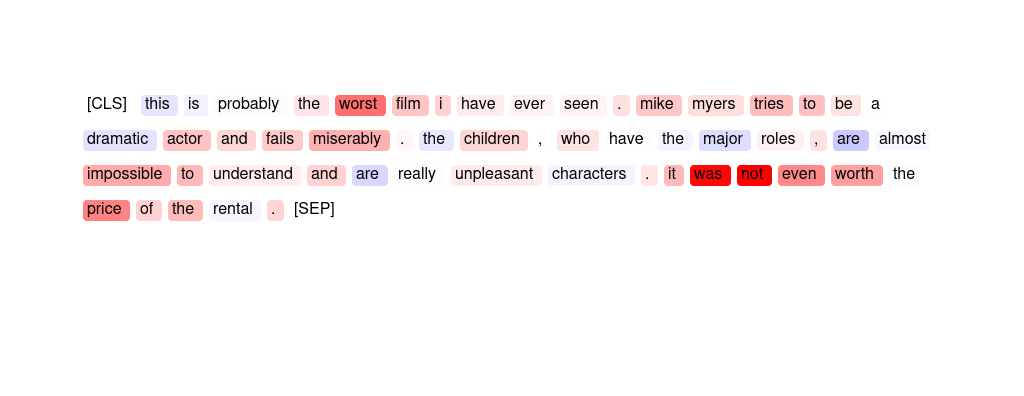 [CLS] this is probably the worst film i have ever seen . mike myers tries to be a
dramatic actor and fails miserably . the children , who have the major roles , are almost
impossible to understand and are really unpleasant characters . it was not even worth the
price of the rental . [SEP]